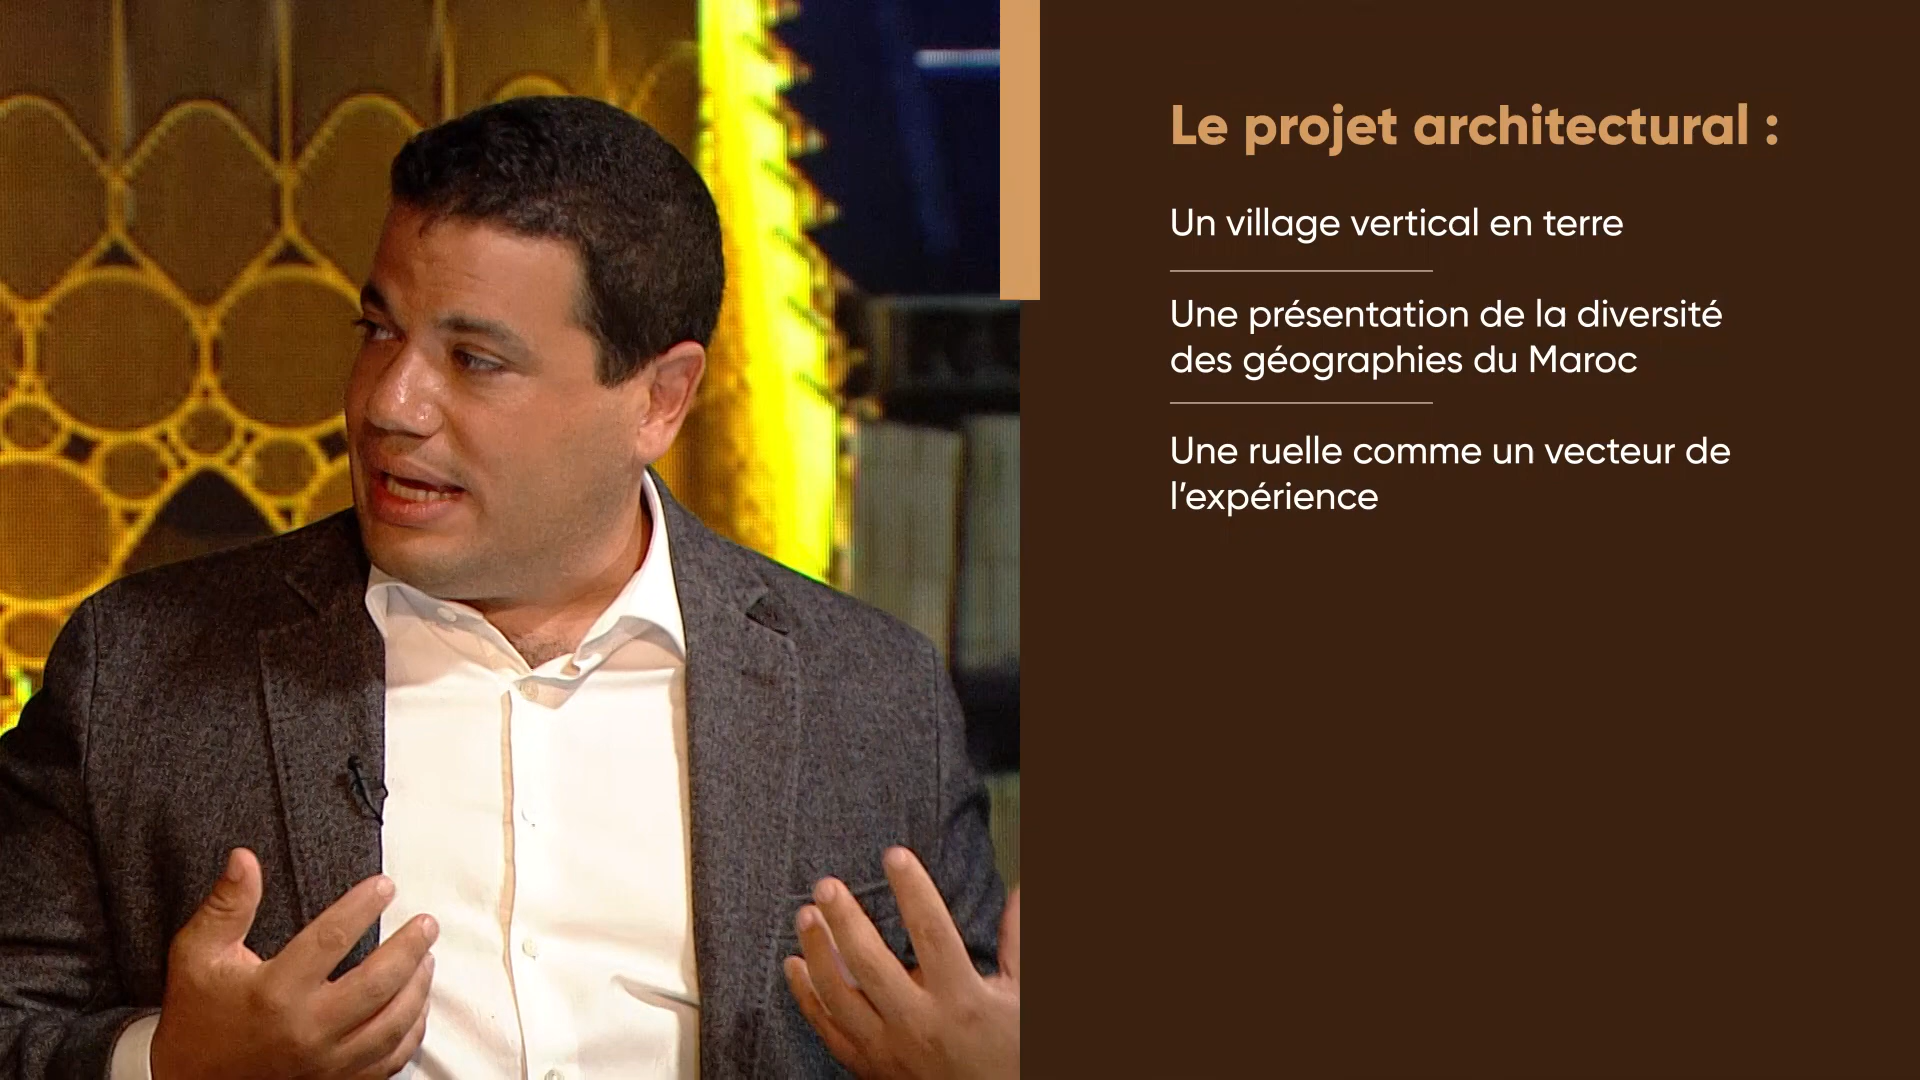 Le projet architectural :
Un village vertical en terre
Une présentation de la diversité
des géographies du Maroc
Une ruelle comme un vecteur de
l’expérience